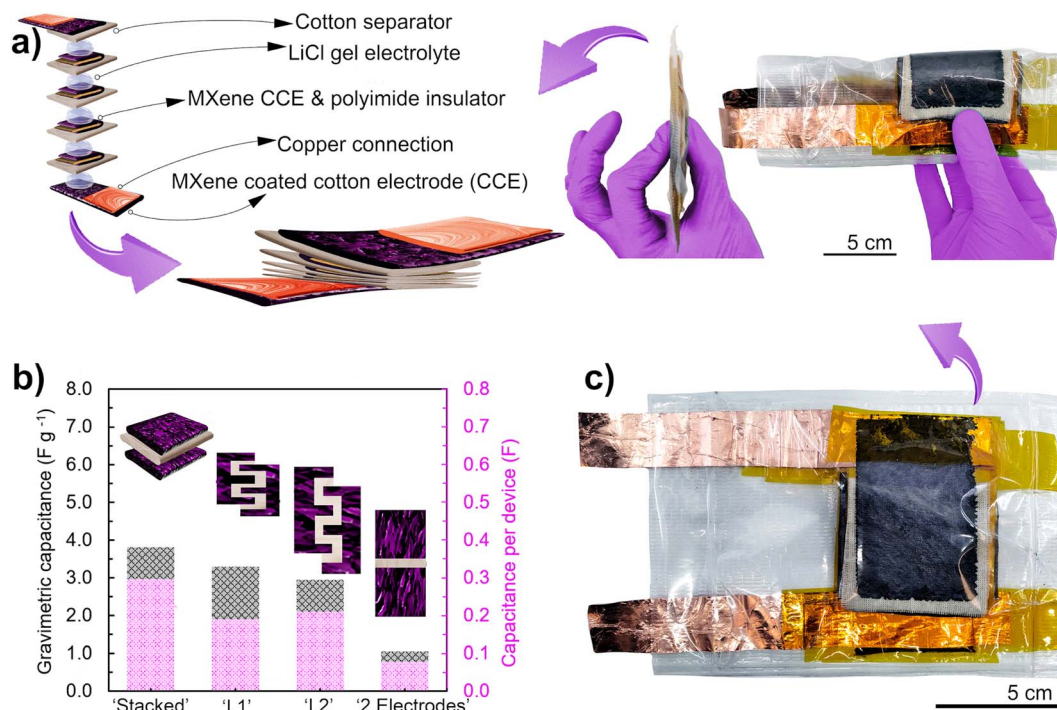 a)
Cotton separator
LiCl gel electrolyte
MXene CCE & polyimide insulator
Copper connection
MXene coated cotton electrode (CCE)
5 cm
b)
Gravimetric capacitance (F g⁻¹)
8.0
7.0
6.0
5.0
4.0
3.0
2.0
1.0
0.0
0.8
0.7
0.6
0.5
0.4
0.3
0.2
0.1
0.0
Capacitance per device (F)
'Stacked'
'L1'
'L2'
'2 Electrodes'
c)
5 cm